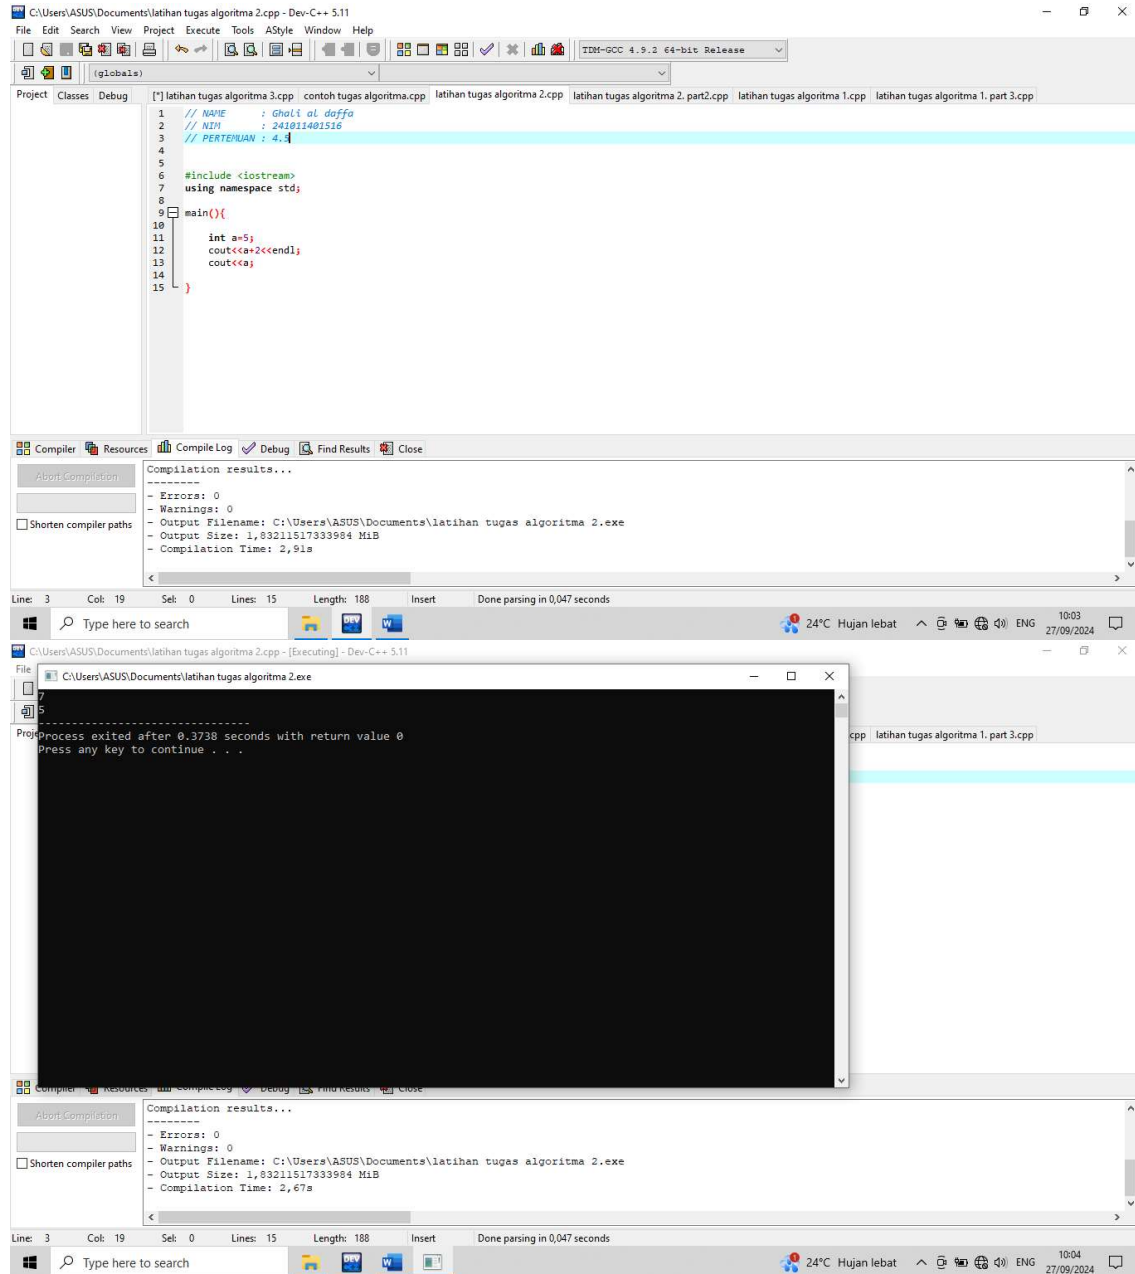 C:\Users\ASUS\Documents\latihan tugas algoritma 2.cpp - Dev-C++ 5.11
File Edit Search View Project Execute Tools AStyle Window Help
TDM-GCC 4.9.2 64-bit Release
(globals)
Project Classes Debug
[*] latihan tugas algoritma 3.cpp contoh tugas algoritma.cpp latihan tugas algoritma 2.cpp latihan tugas algoritma 2. part2.cpp latihan tugas algoritma 1.cpp latihan tugas algoritma 1. part 3.cpp
1 // NAME : Ghali al daffa
2 // NIM : 241011401516
3 // PERTEMUAN : 4.5
4
5
6 #include <iostream>
7 using namespace std;
8
9 main(){
10
11 int a=5;
12 cout<<a+2<<endl;
13 cout<<a;
14
15 }
Compiler Resources Compile Log Debug Find Results Close
Abort Compilation
Shorten compiler paths
Compilation results...
--------
- Errors: 0
- Warnings: 0
- Output Filename: C:\Users\ASUS\Documents\latihan tugas algoritma 2.exe
- Output Size: 1,83211517333984 MiB
- Compilation Time: 2,91s
Line: 3 Col: 19 Sel: 0 Lines: 15 Length: 188 Insert Done parsing in 0,047 seconds
Type here to search
DEV W
24°C Hujan lebat ENG 10:03
27/09/2024
C:\Users\ASUS\Documents\latihan tugas algoritma 2.cpp - [Executing] - Dev-C++ 5.11
File
C:\Users\ASUS\Documents\latihan tugas algoritma 2.exe
7
5
--------------------------------
Process exited after 0.3738 seconds with return value 0
Press any key to continue . . .
Proje
cpp latihan tugas algoritma 1. part 3.cpp
Compiler Resources Compile Log Debug Find Results Close
Abort Compilation
Shorten compiler paths
Compilation results...
--------
- Errors: 0
- Warnings: 0
- Output Filename: C:\Users\ASUS\Documents\latihan tugas algoritma 2.exe
- Output Size: 1,83211517333984 MiB
- Compilation Time: 2,67s
Line: 3 Col: 19 Sel: 0 Lines: 15 Length: 188 Insert Done parsing in 0,047 seconds
Type here to search
DEV W
24°C Hujan lebat ENG 10:04
27/09/2024